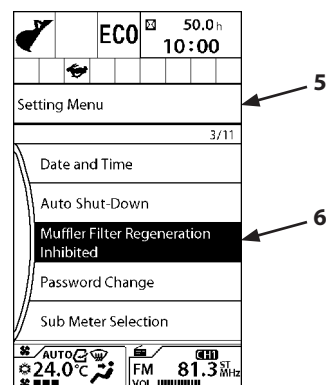 ECO 50.0 h
10:00
Setting Menu
5
3/11
Date and Time
Auto Shut-Down
6
Muffler Filter Regeneration
Inhibited
Password Change
Sub Meter Selection
AUTO
24.0℃
CH1
FM 81.3 ST MHz
VOL